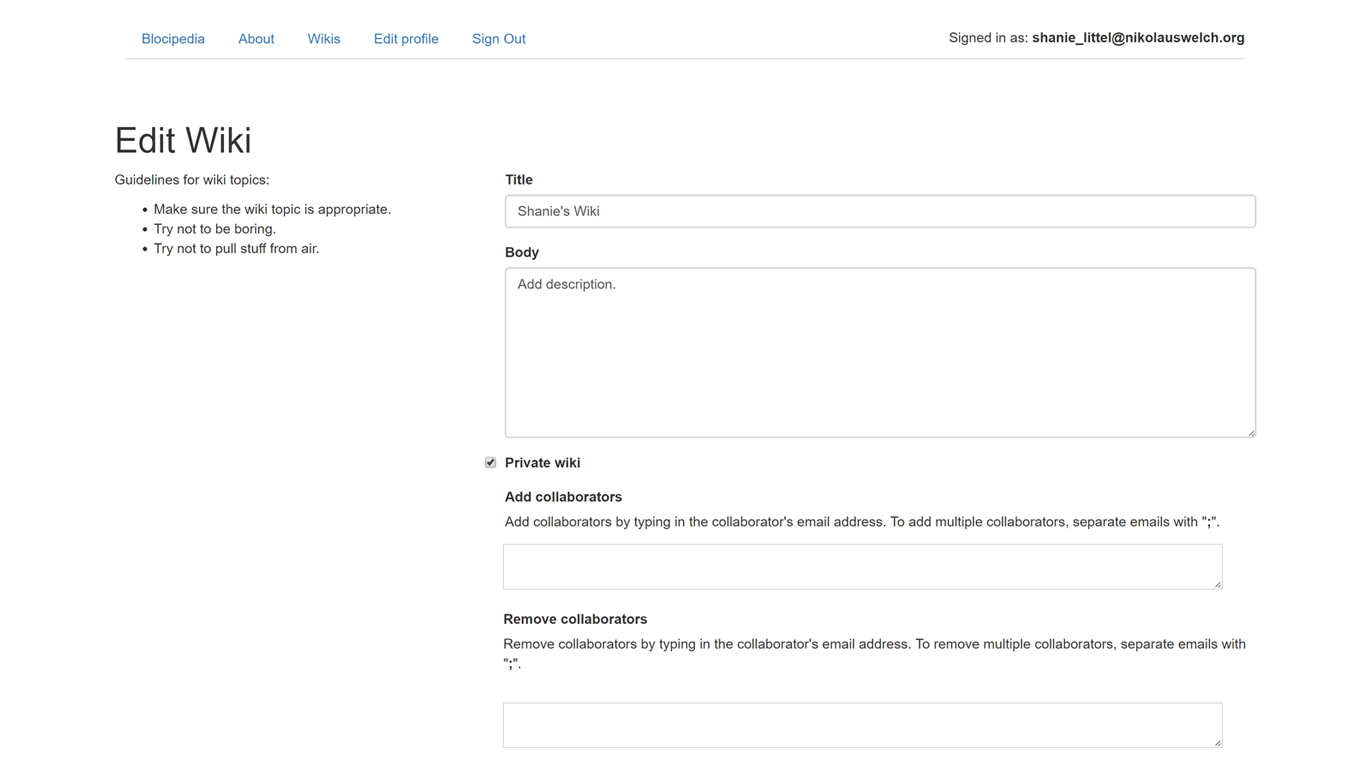 Blocipedia About Wikis Edit profile Sign Out Signed in as: shanie_littel@nikolauswelch.org
Edit Wiki
Guidelines for wiki topics:
Make sure the wiki topic is appropriate.
Try not to be boring.
Try not to pull stuff from air.
Title
Shanie's Wiki
Body
Add description.
Private wiki
Add collaborators
Add collaborators by typing in the collaborator's email address. To add multiple collaborators, separate emails with ";".
Remove collaborators
Remove collaborators by typing in the collaborator's email address. To remove multiple collaborators, separate emails with
";".